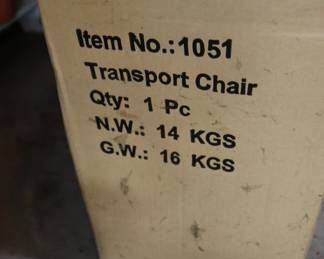 Item No.:1051
Transport Chair
Qty: 1 Pc
N.W.: 14 KGS
G.W.: 16 KGS